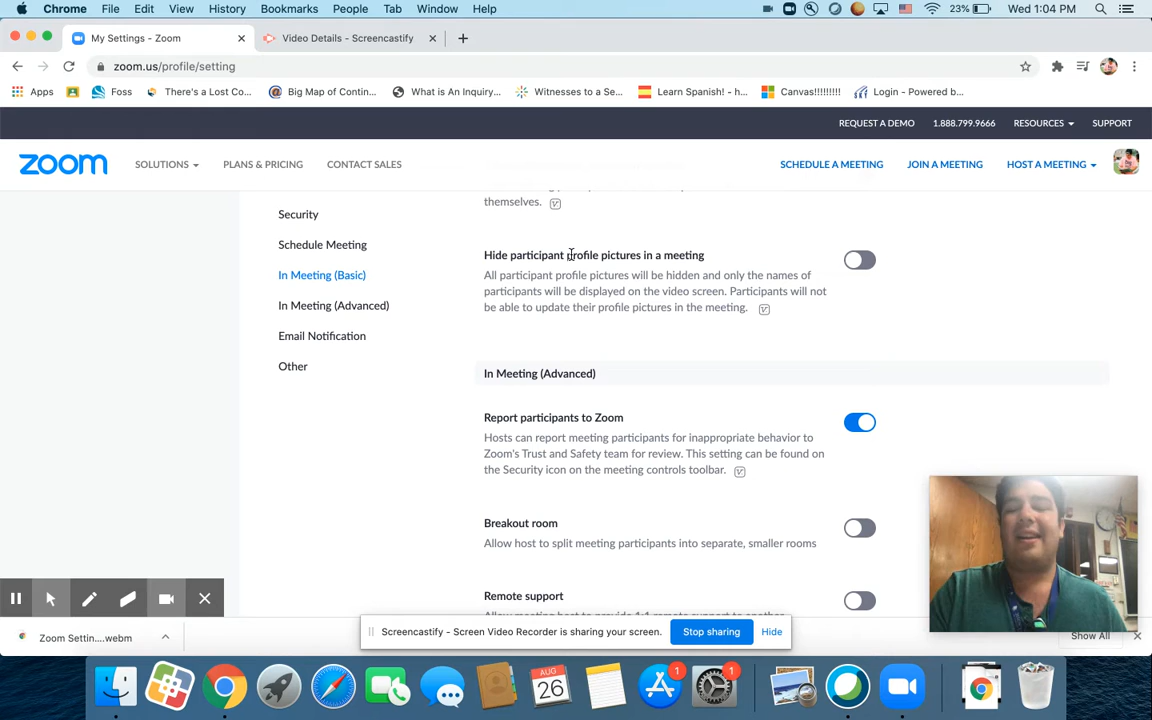 Chrome File Edit View History Bookmarks People Tab Window Help 23% Wed 1:04 PM
My Settings - Zoom Video Details - Screencastify
zoom.us/profile/setting
Apps Foss There's a Lost Co... Big Map of Contin... What is An Inquiry... Witnesses to a Se... Learn Spanish! - h... Canvas!!!!!!!!! Login - Powered b...
REQUEST A DEMO 1.888.799.9666 RESOURCES SUPPORT
zoom SOLUTIONS PLANS & PRICING CONTACT SALES SCHEDULE A MEETING JOIN A MEETING HOST A MEETING
themselves.
Security
Schedule Meeting
In Meeting (Basic)
In Meeting (Advanced)
Email Notification
Other
Hide participant profile pictures in a meeting
All participant profile pictures will be hidden and only the names of
participants will be displayed on the video screen. Participants will not
be able to update their profile pictures in the meeting.
In Meeting (Advanced)
Report participants to Zoom
Hosts can report meeting participants for inappropriate behavior to
Zoom's Trust and Safety team for review. This setting can be found on
the Security icon on the meeting controls toolbar.
Breakout room
Allow host to split meeting participants into separate, smaller rooms
Remote support
Zoom Settin....webm
Screencastify - Screen Video Recorder is sharing your screen. Stop sharing Hide
Show All
AUG
26
1
1